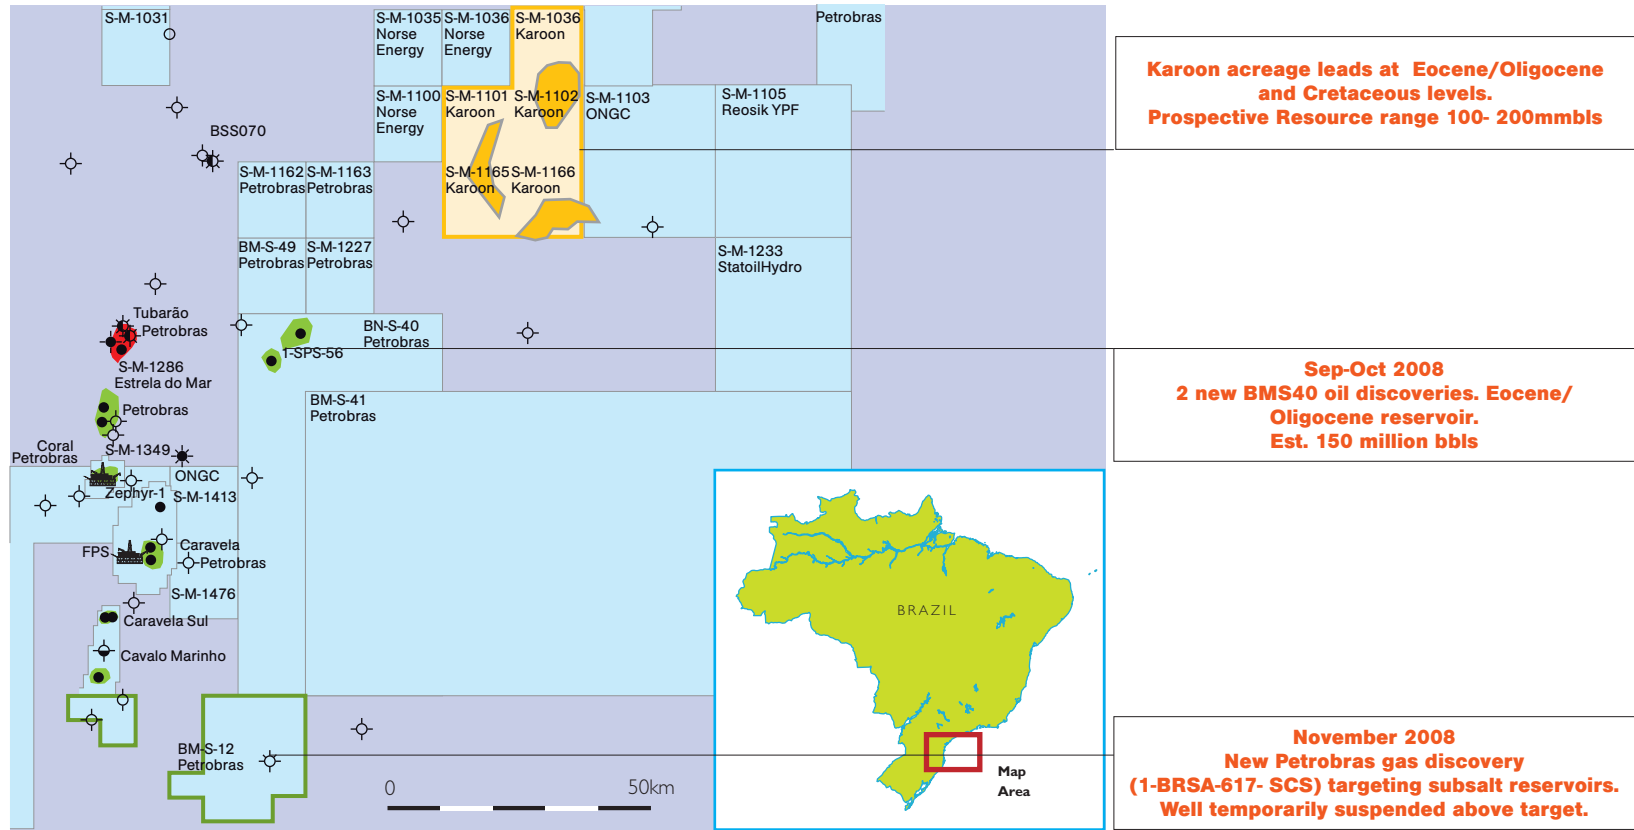 S-M-1031
S-M-1035
Norse
Energy
S-M-1036
Norse
Energy
S-M-1036
Karoon
Petrobras
S-M-1100
Norse
Energy
S-M-1101
Karoon
S-M-1102
Karoon
S-M-1103
ONGC
S-M-1105
Reosik YPF
BSS070
S-M-1162
Petrobras
S-M-1163
Petrobras
S-M-1165
Karoon
S-M-1166
Karoon
BM-S-49
Petrobras
S-M-1227
Petrobras
S-M-1233
StatoilHydro
Tubarão
Petrobras
BN-S-40
Petrobras
1-SPS-56
S-M-1286
Estrela do Mar
Petrobras
BM-S-41
Petrobras
Coral
Petrobras
S-M-1349
ONGC
Zephyr-1
S-M-1413
FPS
Caravela
Petrobras
S-M-1476
Caravela Sul
Cavalo Marinho
BM-S-12
Petrobras
0
50km
BRAZIL
Map
Area
Karoon acreage leads at Eocene/Oligocene
and Cretaceous levels.
Prospective Resource range 100- 200mmbls
Sep-Oct 2008
2 new BMS40 oil discoveries. Eocene/
Oligocene reservoir.
Est. 150 million bbls
November 2008
New Petrobras gas discovery
(1-BRSA-617- SCS) targeting subsalt reservoirs.
Well temporarily suspended above target.